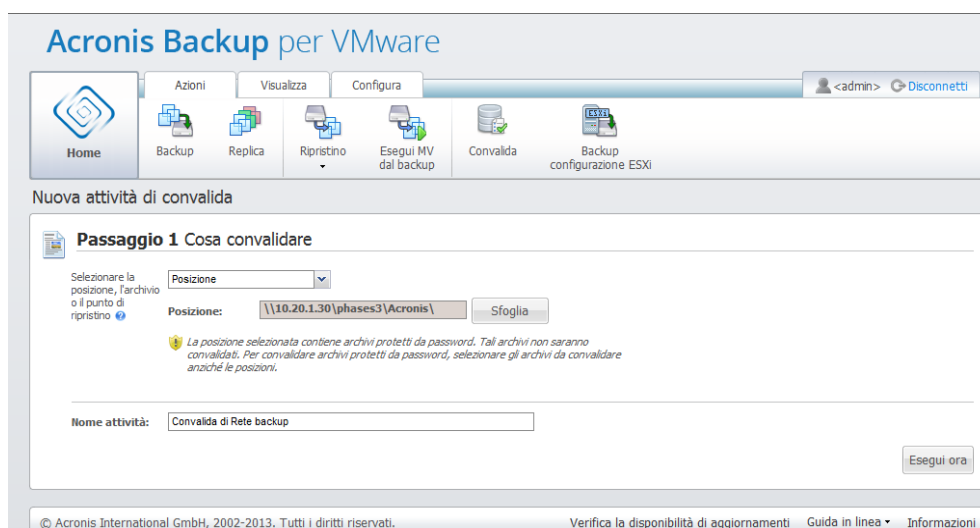 Acronis Backup per VMware
Azioni Visualizza Configura
<admin> Disconnetti
Home
Backup
Replica
Ripristino
Esegui MV
dal backup
Convalida
Backup
configurazione ESXi
ESXi
Nuova attività di convalida
Passaggio 1 Cosa convalidare
Selezionare la
posizione, l'archivio
o il punto di
ripristino ?
Posizione
Posizione: \\10.20.1.30\phases3\Acronis\ Sfoglia
La posizione selezionata contiene archivi protetti da password. Tali archivi non saranno
convalidati. Per convalidare archivi protetti da password, selezionare gli archivi da convalidare
anziché le posizioni.
Nome attività: Convalida di Rete backup
Esegui ora
© Acronis International GmbH, 2002-2013. Tutti i diritti riservati. Verifica la disponibilità di aggiornamenti Guida in linea Informazioni